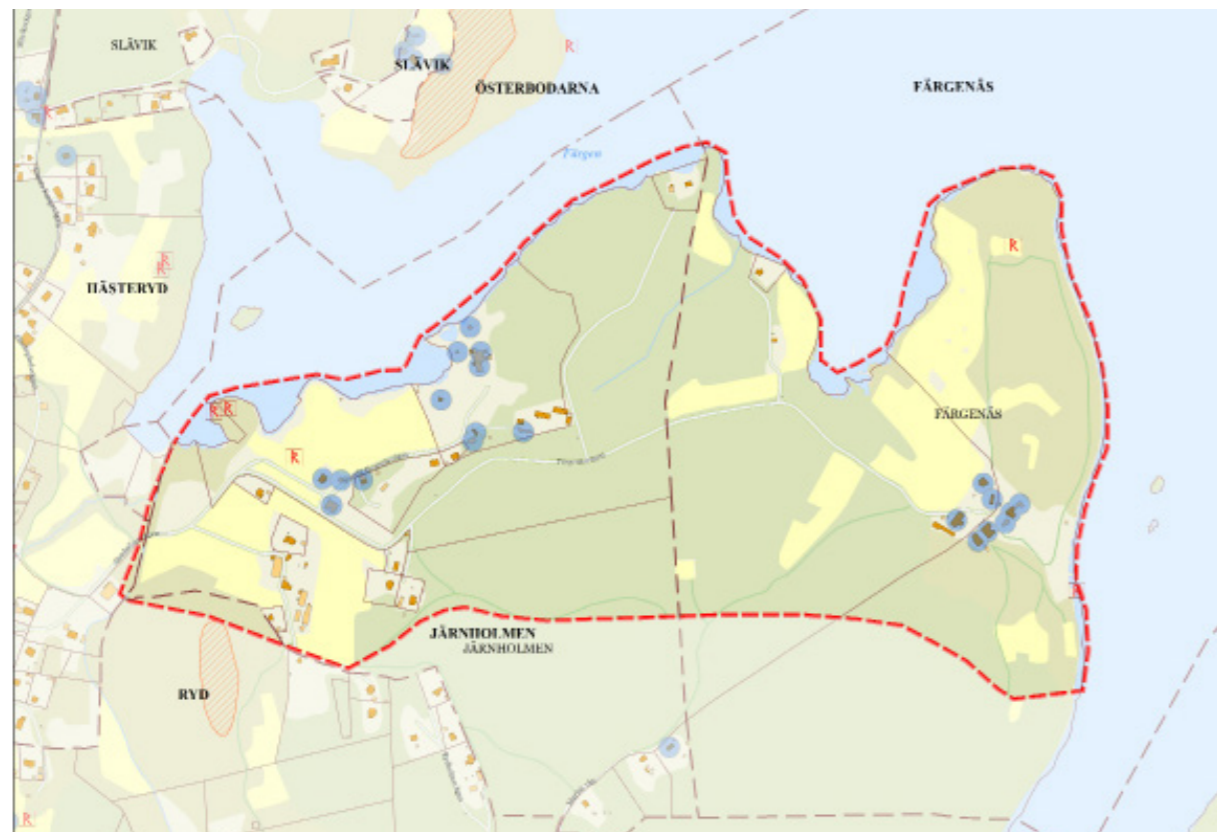 SLÄVIK
SLÄVIK
ÖSTERBODARNA
FÄRGENÄS
Färgen
HÄSTERYD
FÄRGENÄS
JÄRNHOLMEN
JÄRNHOLMEN
RYD